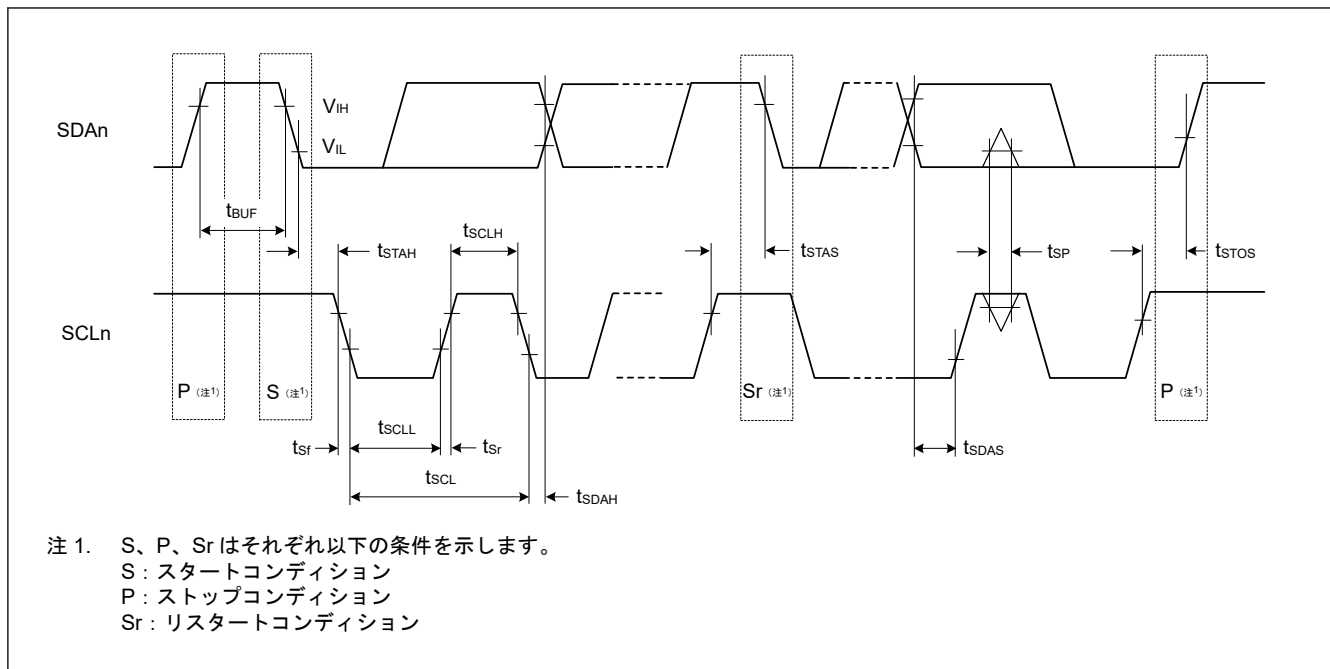 SDAn
VIH
VIL
tBUF
tSTAH
tSCLH
tSTAS
tSP
tSTOS
SCLn
P（注1）
S（注1）
Sr（注1）
P（注1）
tSf
tSCLL
tSr
tSDAS
tSCL
tSDAH
注 1. S、P、Sr はそれぞれ以下の条件を示します。
S：スタートコンディション
P：ストップコンディション
Sr：リスタートコンディション